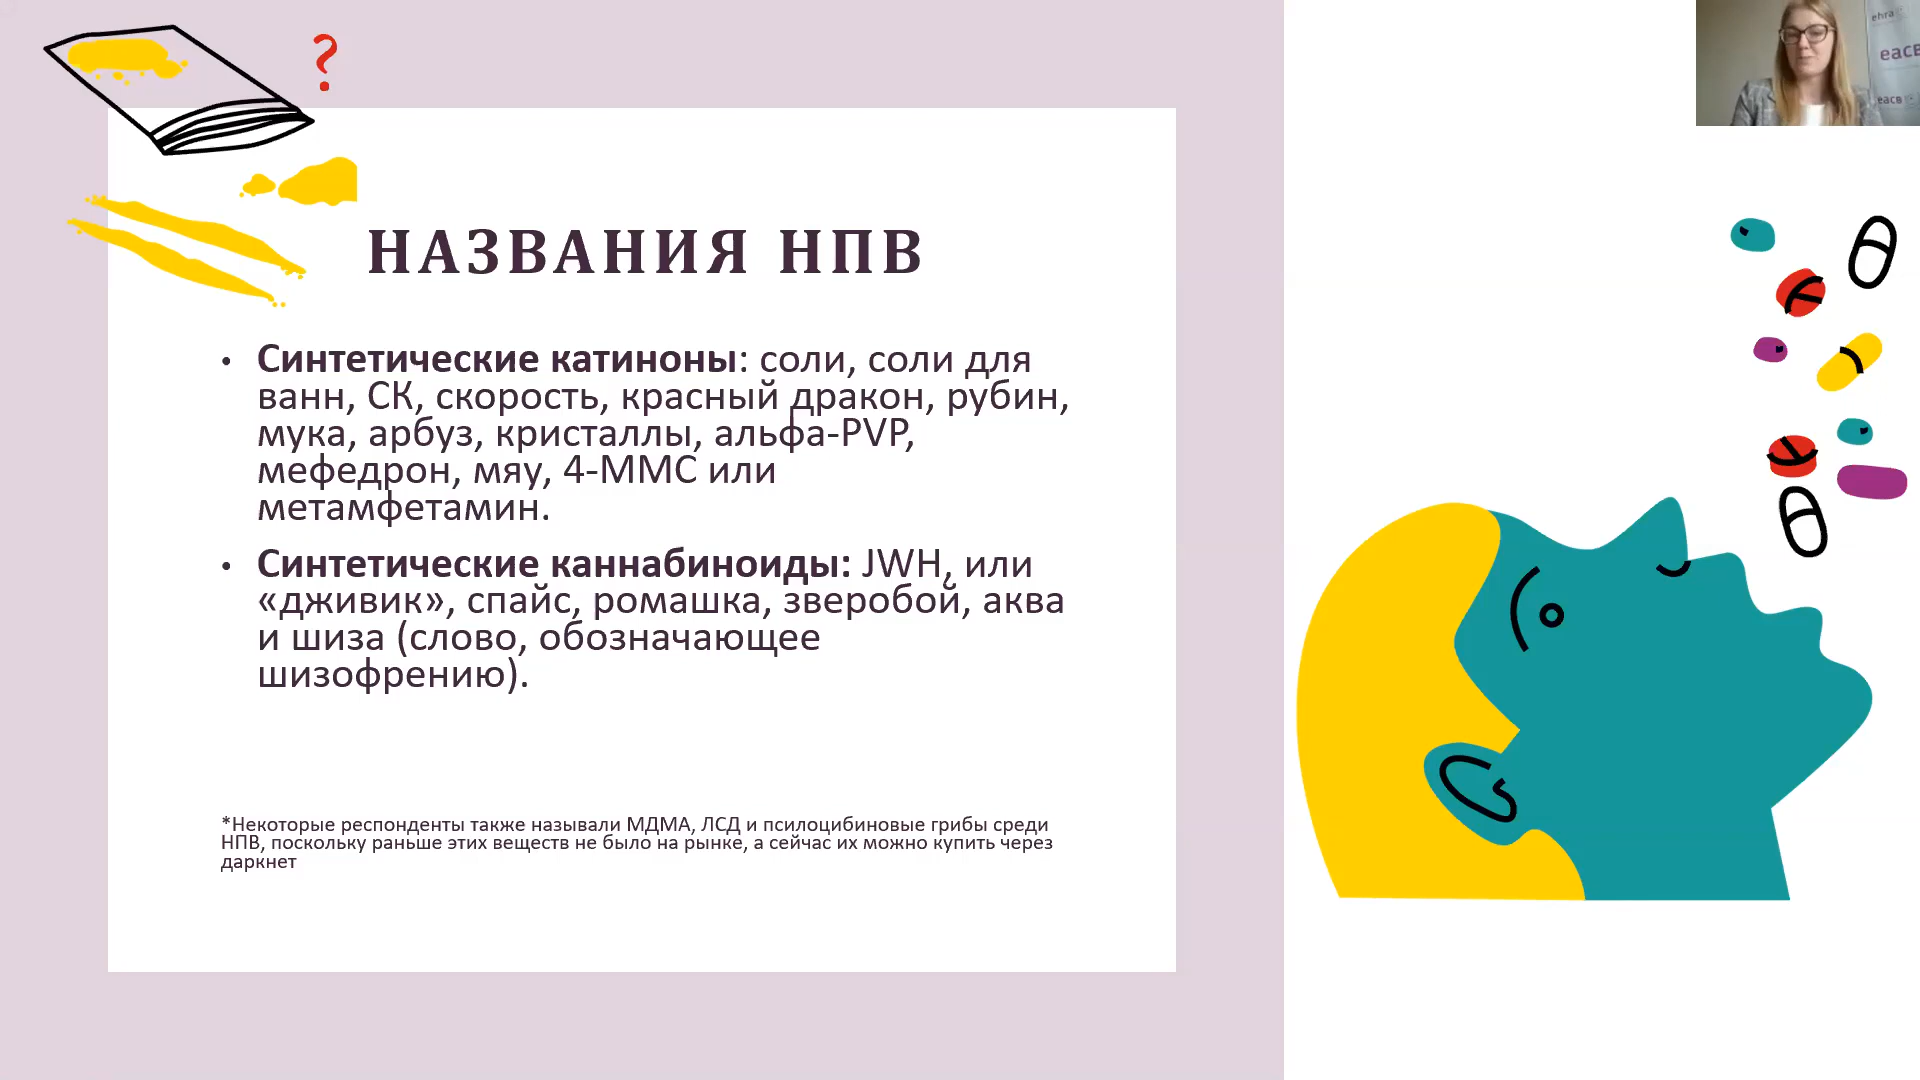 ?
НАЗВАНИЯ НПВ
• Синтетические катиноны: соли, соли для
ванн, СК, скорость, красный дракон, рубин,
мука, арбуз, кристаллы, альфа-PVP,
мефедрон, мяу, 4-ММС или
метамфетамин.
• Синтетические каннабиноиды: JWH, или
«дживик», спайс, ромашка, зверобой, аква
и шиза (слово, обозначающее
шизофрению).
*Некоторые респонденты также называли МДМА, ЛСД и псилоцибиновые грибы среди
НПВ, поскольку раньше этих веществ не было на рынке, а сейчас их можно купить через
даркнет
ehra
еасв
еасв